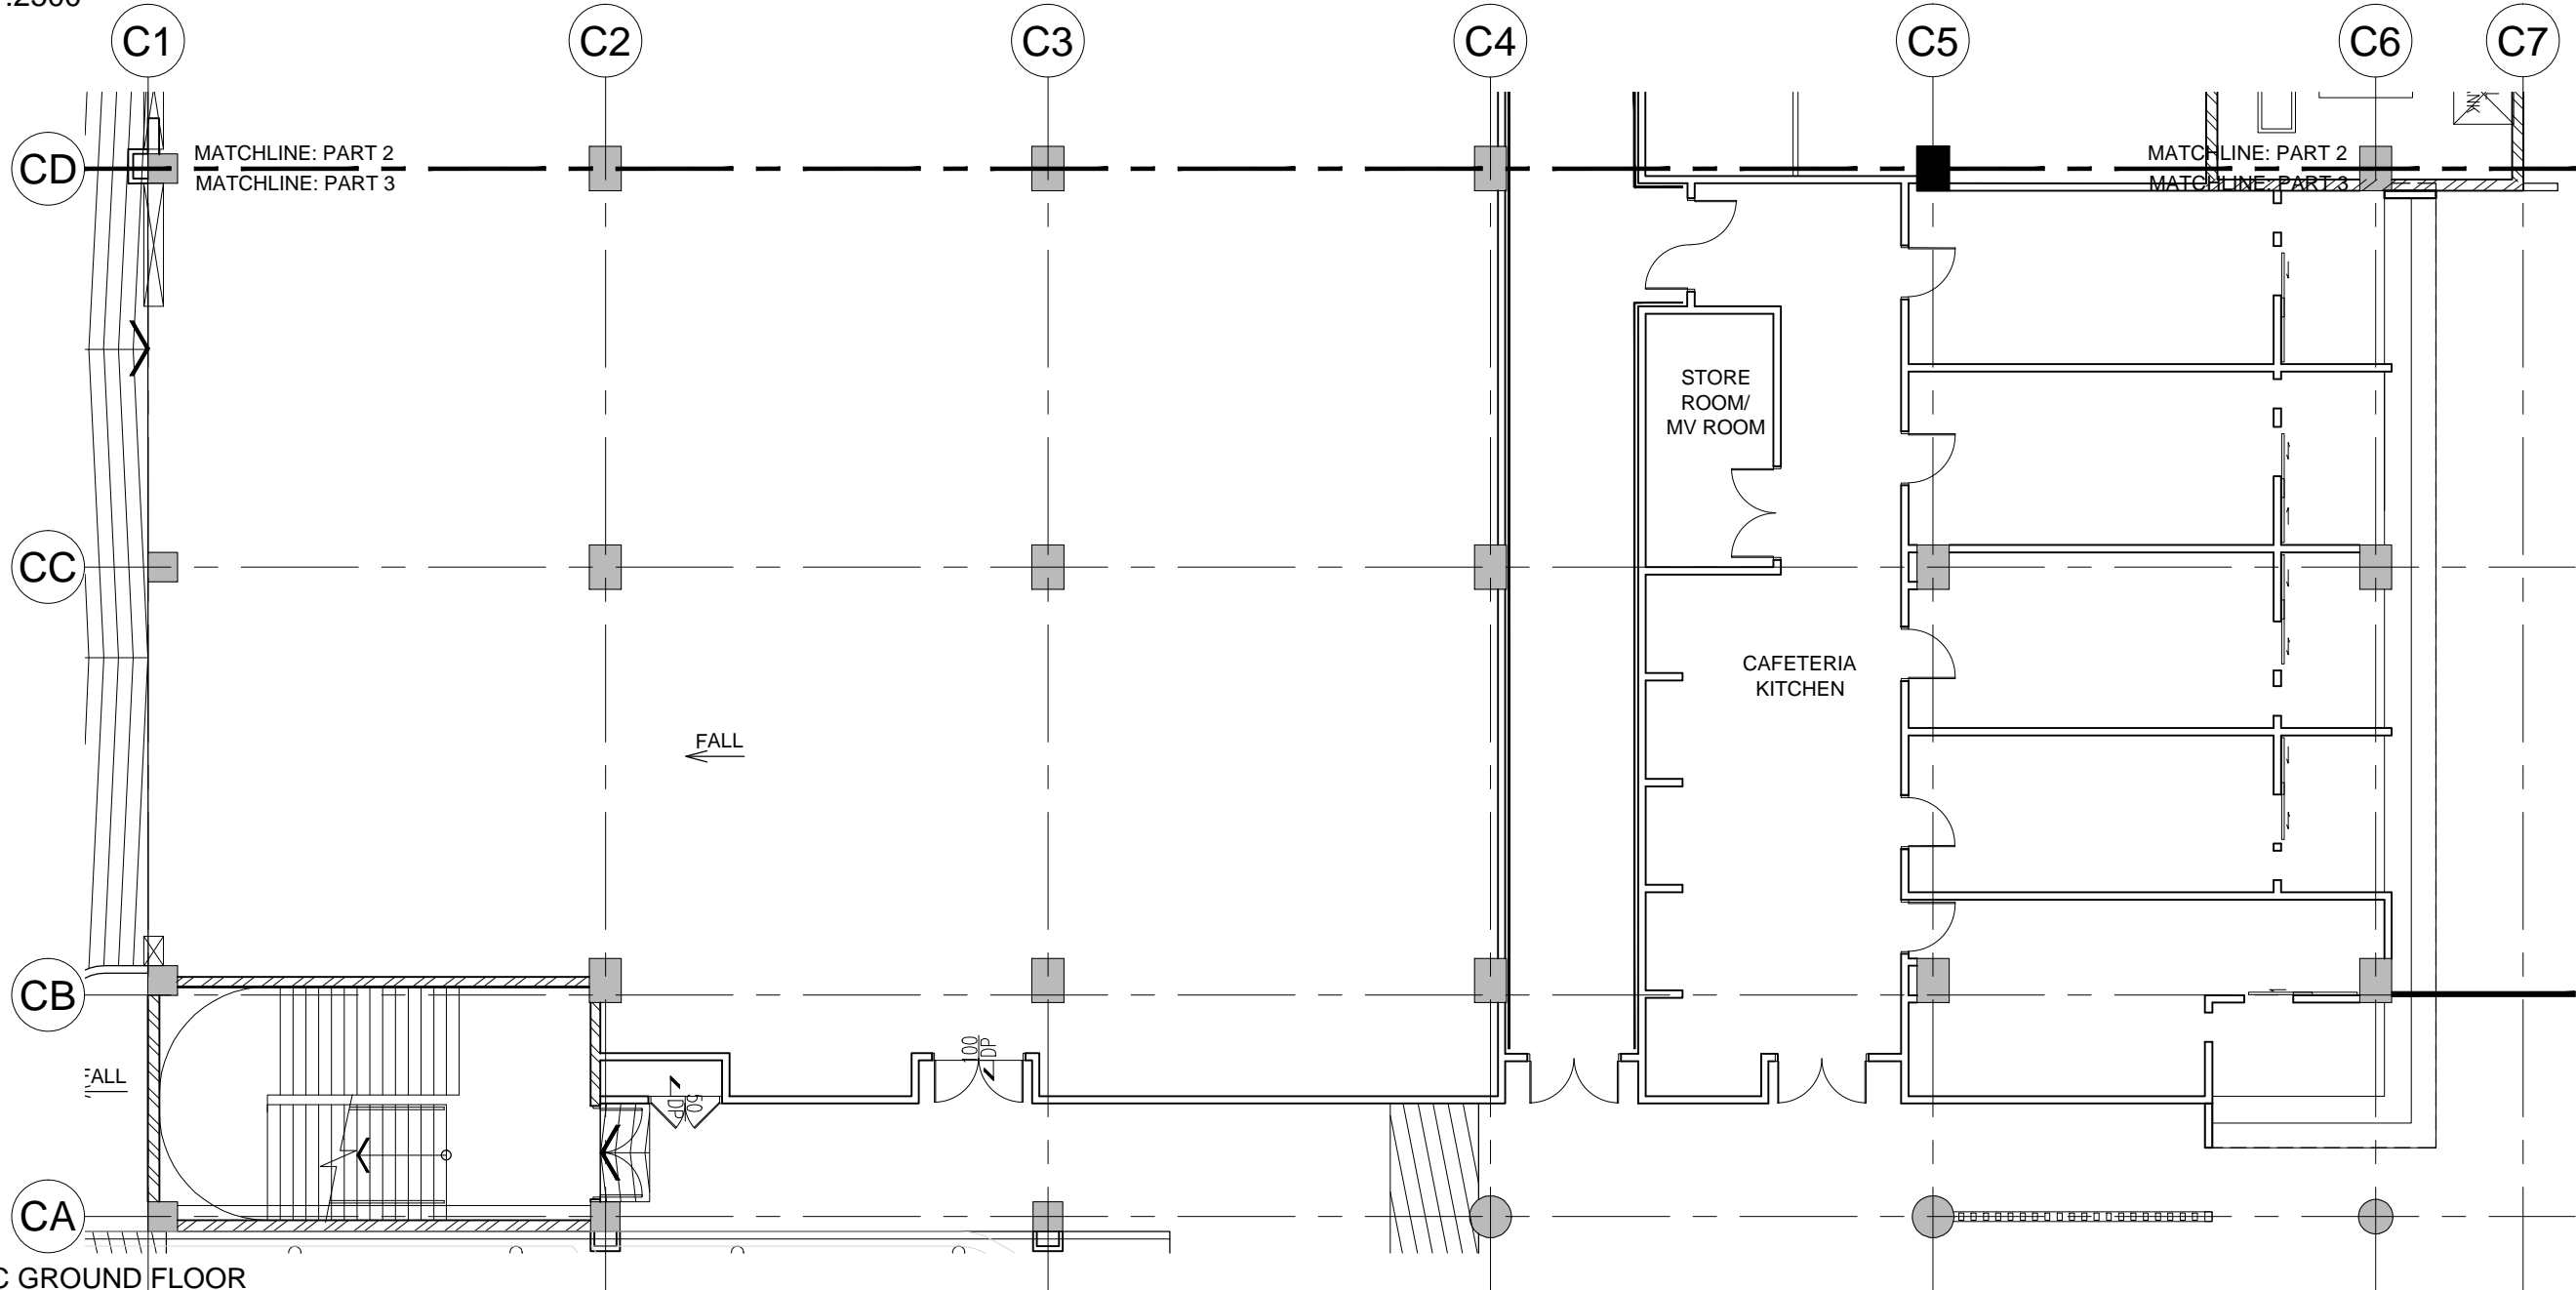 :2500
C1
C2
C3
C4
C5
C6
C7
CD
MATCHLINE: PART 2
MATCHLINE: PART 3
MATCHLINE: PART 2
MATCHLINE: PART 3
STORE
ROOM/
MV ROOM
CC
CAFETERIA
KITCHEN
FALL
CB
100
DP
FALL
50
DP
CA
C GROUND FLOOR